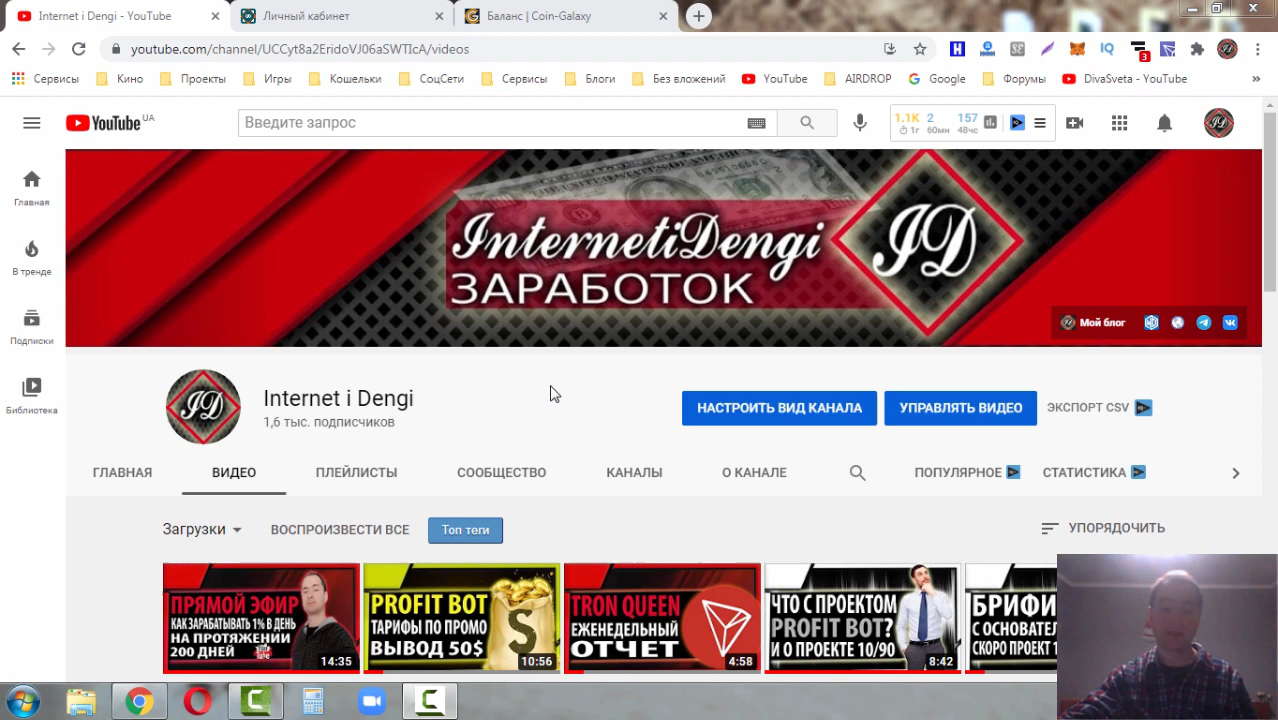 Internet i Dengi - YouTube
Личный кабинет
Баланс | Coin-Galaxy
youtube.com/channel/UCCyt8a2EridoVJ06aSWTIcA/videos
Сервисы
Кино
Проекты
Игры
Кошельки
СоцСети
Сервисы
Блоги
Без вложений
YouTube
AIRDROP
Google
Форумы
DivaSveta - YouTube
YouTube UA
Введите запрос
1.1K 2 157
1г 60мн 48чс
Главная
В тренде
Подписки
Библиотека
InternetiDengi
ЗАРАБОТОК
JD
Мой блог
Internet i Dengi
1,6 тыс. подписчиков
НАСТРОИТЬ ВИД КАНАЛА
УПРАВЛЯТЬ ВИДЕО
ЭКСПОРТ CSV
ГЛАВНАЯ
ВИДЕО
ПЛЕЙЛИСТЫ
СООБЩЕСТВО
КАНАЛЫ
О КАНАЛЕ
ПОПУЛЯРНОЕ
СТАТИСТИКА
Загрузки
ВОСПРОИЗВЕСТИ ВСЕ
Топ теги
УПОРЯДОЧИТЬ
ПРЯМОЙ ЭФИР
КАК ЗАРАБАТЫВАТЬ 1% В ДЕНЬ
НА ПРОТЯЖЕНИИ
200 ДНЕЙ
14:35
PROFIT BOT
ТАРИФЫ ПО ПРОМО
ВЫВОД 50$
10:56
TRON QUEEN
ЕЖЕНЕДЕЛЬНЫЙ
ОТЧЕТ
4:58
ЧТО С ПРОЕКТОМ
PROFIT BOT?
И О ПРОЕКТЕ 10/90
8:42
БРИФИ
С ОСНОВАТЕЛ
СКОРО ПРОЕКТ 1